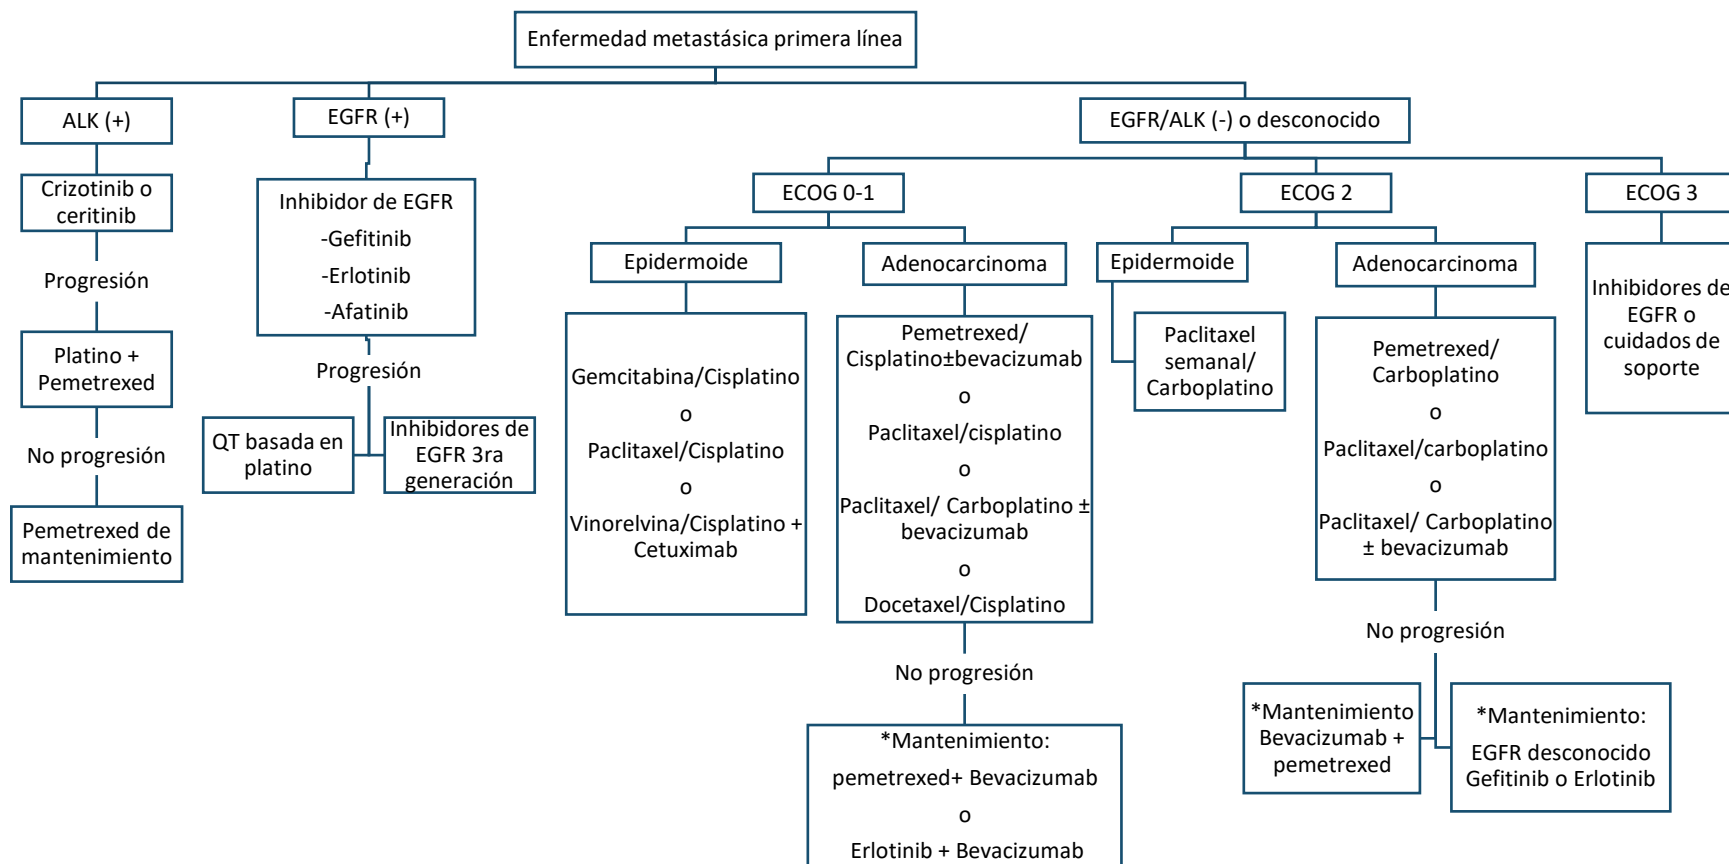 Enfermedad metastásica primera línea
ALK (+)
Crizotinib o
ceritinib
Progresión
Platino +
Pemetrexed
No progresión
Pemetrexed de
mantenimiento
EGFR (+)
Inhibidor de EGFR
-Gefitinib
-Erlotinib
-Afatinib
Progresión
QT basada en
platino
Inhibidores de
EGFR 3ra
generación
EGFR/ALK (-) o desconocido
ECOG 0-1
Epidermoide
Gemcitabina/Cisplatino
o
Paclitaxel/Cisplatino
o
Vinorelvina/Cisplatino +
Cetuximab
Adenocarcinoma
Pemetrexed/
Cisplatino±bevacizumab
o
Paclitaxel/cisplatino
o
Paclitaxel/ Carboplatino ±
bevacizumab
o
Docetaxel/Cisplatino
No progresión
*Mantenimiento:
pemetrexed+ Bevacizumab
o
Erlotinib + Bevacizumab
ECOG 2
Epidermoide
Paclitaxel
semanal/
Carboplatino
Adenocarcinoma
Pemetrexed/
Carboplatino
o
Paclitaxel/carboplatino
o
Paclitaxel/ Carboplatino
± bevacizumab
No progresión
*Mantenimiento
Bevacizumab +
pemetrexed
*Mantenimiento:
EGFR desconocido
Gefitinib o Erlotinib
ECOG 3
Inhibidores de
EGFR o
cuidados de
soporte